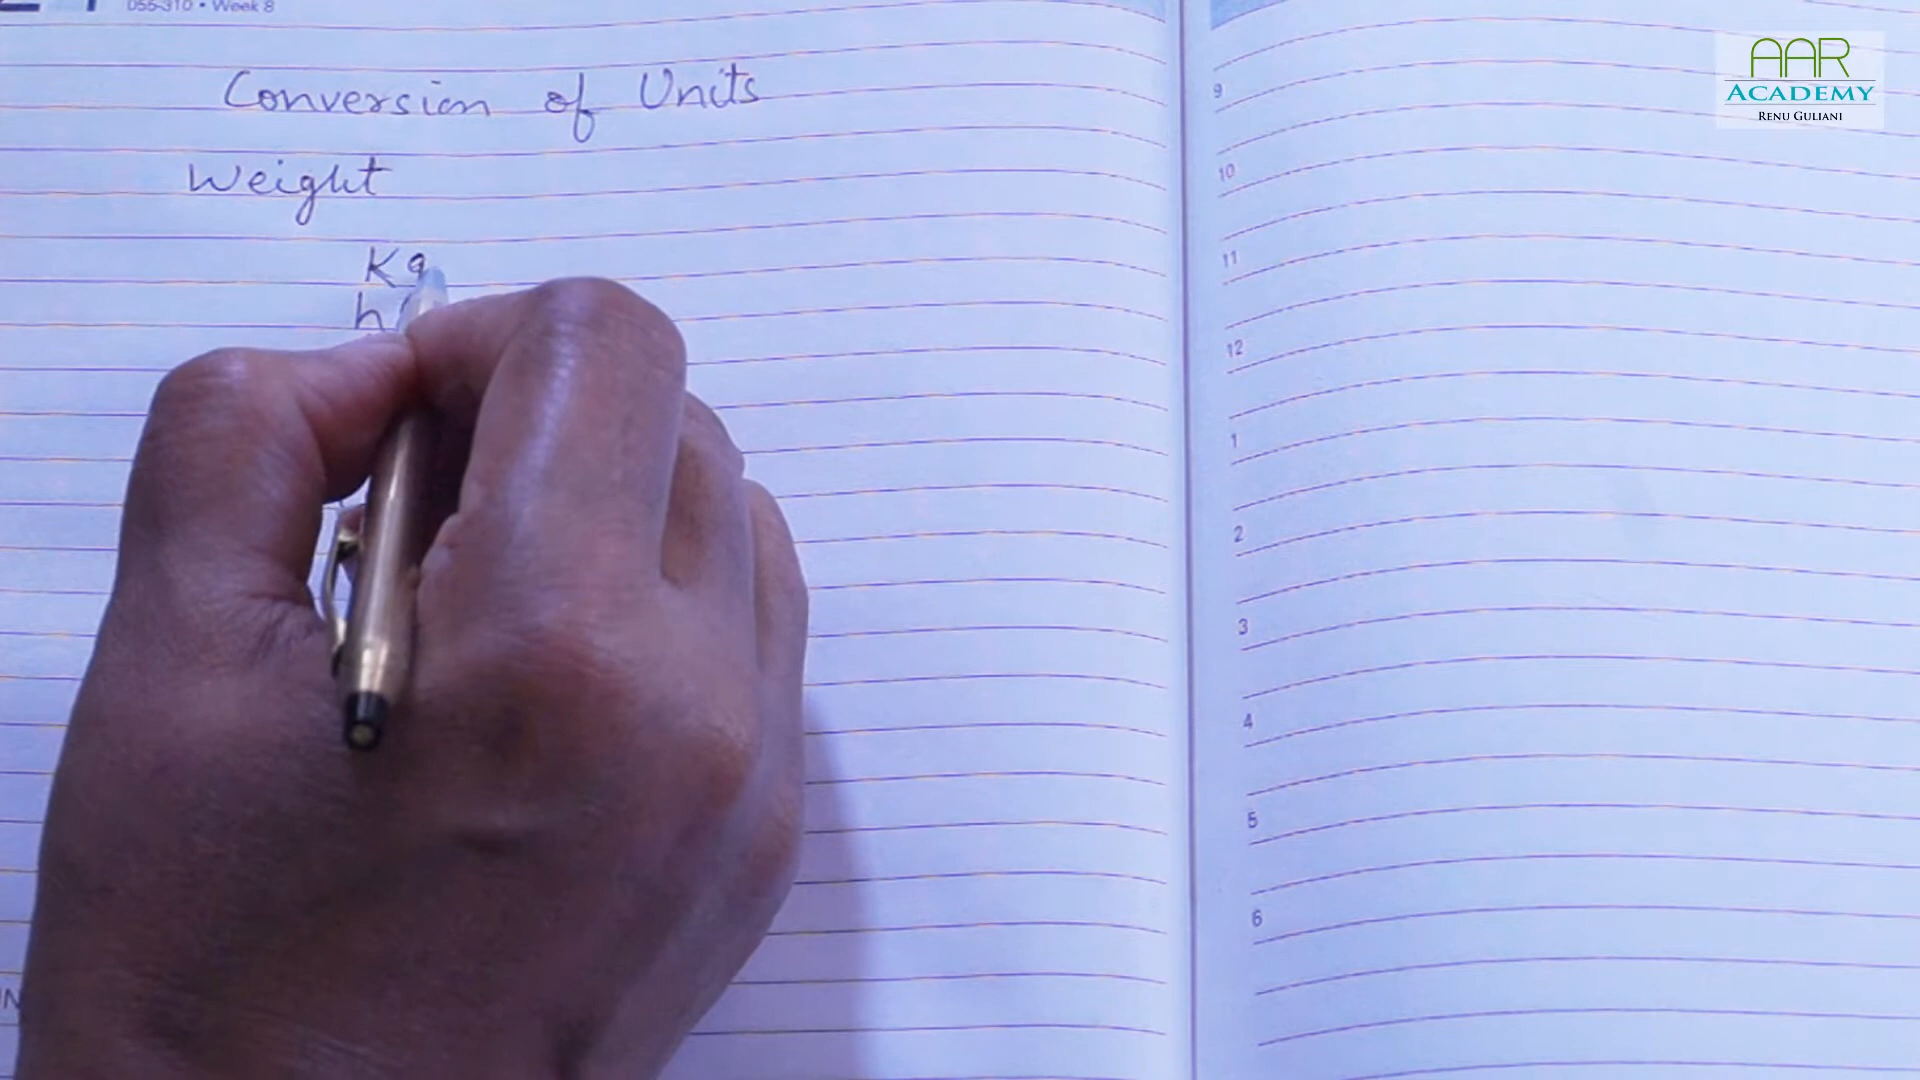 055-310 • Week 8
Conversion of Units
Weight
Kg
h
AAR
ACADEMY
RENU GULIANI
9
10
11
12
1
2
3
4
5
6